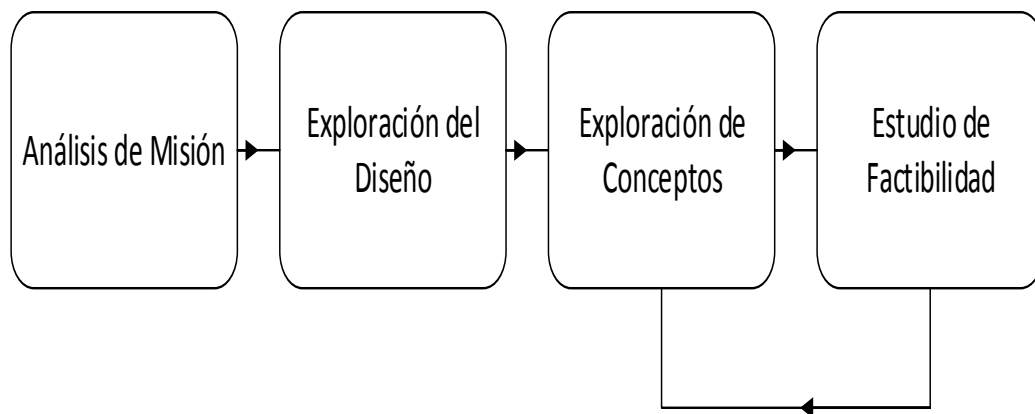 Análisis de Misión
Exploración del
Diseño
Exploración de
Conceptos
Estudio de
Factibilidad